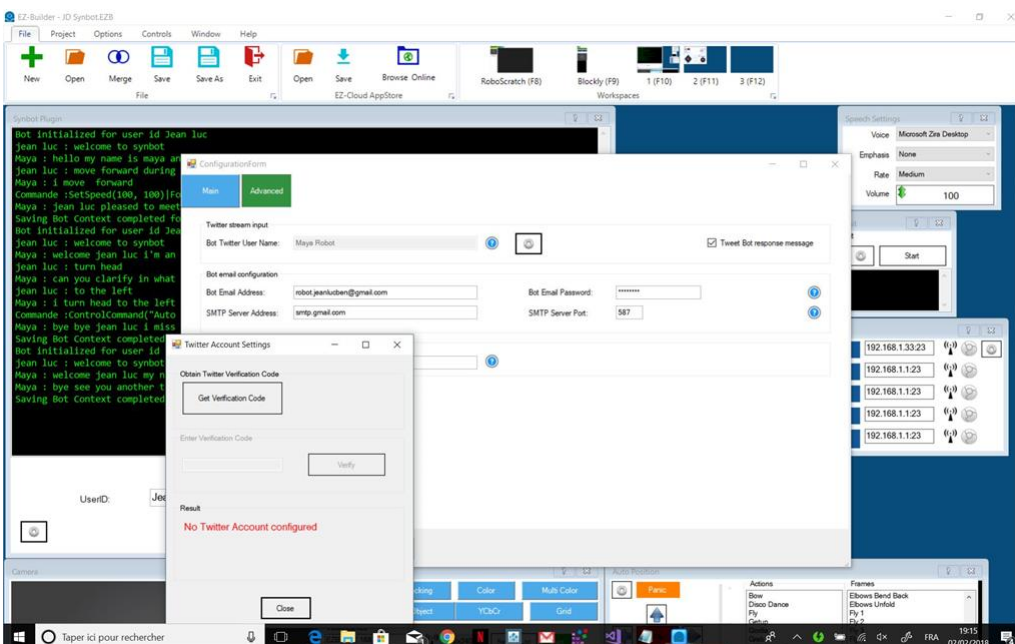 EZ-Builder - JD Synbot.EZB
File Project Options Controls Window Help
New Open Merge Save Save As Exit Open Save Browse Online RoboScratch (F8) Blockly (F9) 1 (F10) 2 (F11) 3 (F12)
File EZ-Cloud AppStore Workspaces
Synbot Plugin
Bot initialized for user id Jean luc
jean luc : welcome to synbot
Maya : hello my name is maya an
jean luc : move forward during
Maya : i move forward
Commande :SetSpeed(100, 100)|Fo
Maya : jean luc pleased to meet
Saving Bot Context completed fo
Bot initialized for user id Jea
jean luc : welcome to synbot
Maya : welcome jean luc i'm an
jean luc : turn head
Maya : can you clarify in what
jean luc : to the left
Maya : i turn head to the left
Commande :ControlCommand("Auto
Maya : bye bye jean luc i miss
Saving Bot Context completed
Bot initialized for user id
jean luc : welcome to synbot
Maya : welcome jean luc my n
Maya : bye see you another t
Saving Bot Context completed
UserID:
ConfigurationForm
Main Advanced
Twitter stream input
Bot Twitter User Name: Maya Robot Tweet Bot response message
Bot email configuration
Bot Email Address: robot.jeanlucben@gmail.com Bot Email Password: ********
SMTP Server Address: smtp.gmail.com SMTP Server Port: 587
Twitter Account Settings
Obtain Twitter Verification Code
Get Verification Code
Enter Verification Code
Verify
Result
No Twitter Account configured
Close
Speech Settings
Voice Microsoft Zira Desktop
Emphasis None
Rate Medium
Volume 100
Start
192.168.1.33:23
192.168.1.1:23
192.168.1.1:23
192.168.1.1:23
192.168.1.1:23
Camera
Color Multi Color
YCbCr Grid
Auto Position
Panic
Actions
Bow
Disco Dance
Fly
Frames
Elbows Bend Back
Elbows Unfold
Fly 1
Fly 2
Taper ici pour rechercher
FRA
19:15
02/02/2018